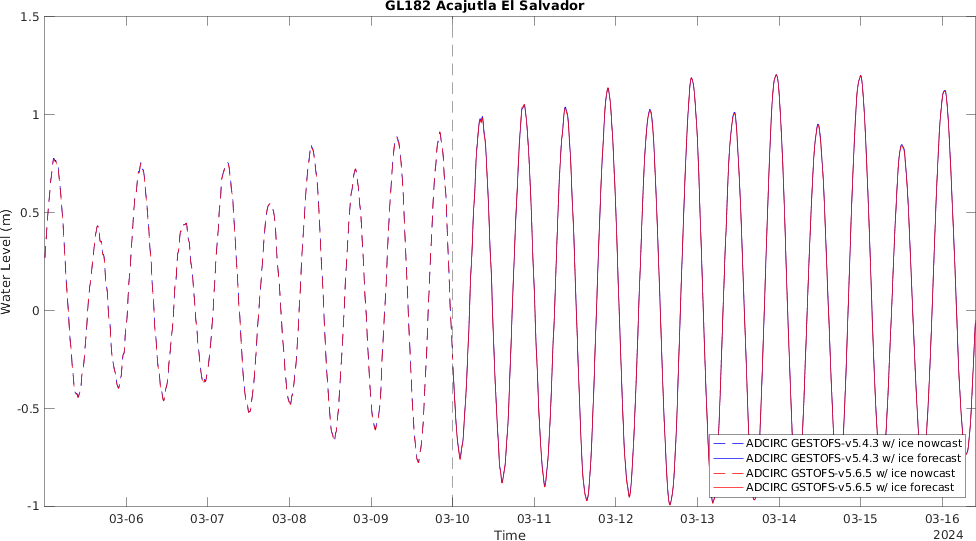 GL182 Acajutla El Salvador
1.5
1
0.5
0
-0.5
-1
Water Level (m)
03-06 03-07 03-08 03-09 03-10 03-11 03-12 03-13 03-14 03-15 03-16
Time
2024
ADCIRC GESTOFS-v5.4.3 w/ ice nowcast
ADCIRC GESTOFS-v5.4.3 w/ ice forecast
ADCIRC GSTOFS-v5.6.5 w/ ice nowcast
ADCIRC GSTOFS-v5.6.5 w/ ice forecast